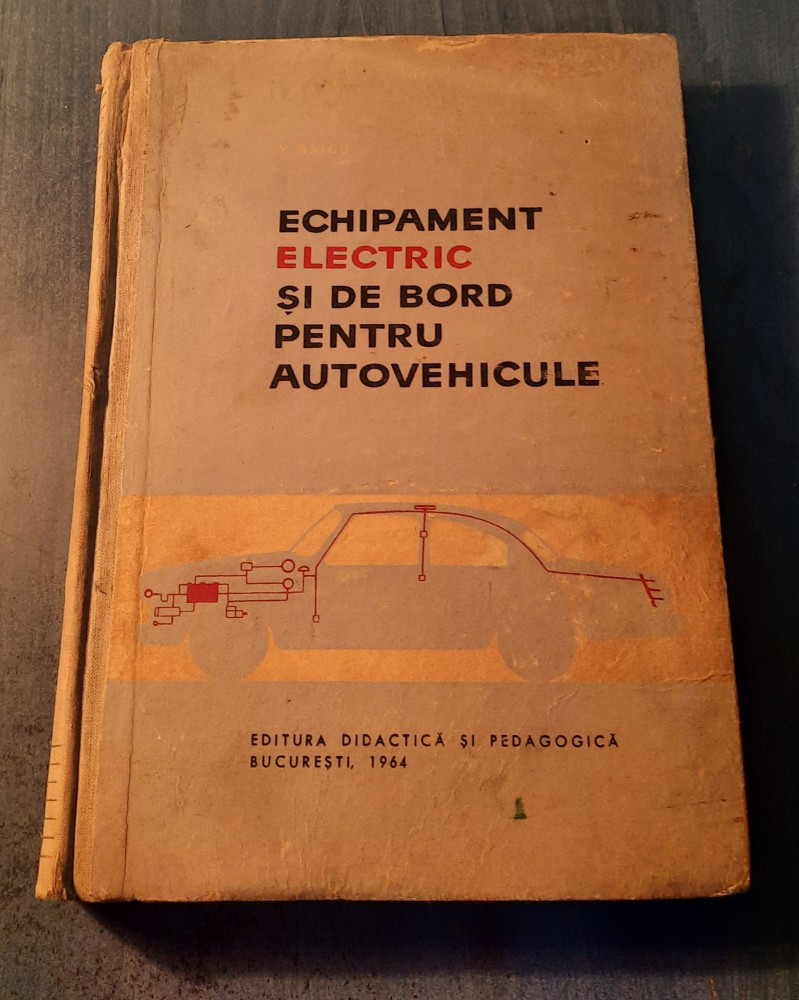 ECHIPAMENT
ELECTRIC
ȘI DE BORD
PENTRU
AUTOVEHICULE
EDITURA DIDACTICĂ ȘI PEDAGOGICĂ
BUCUREȘTI, 1964